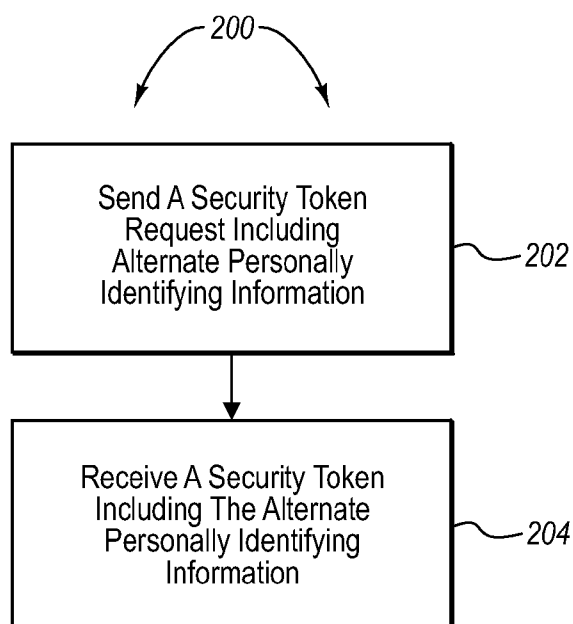 200
Send A Security Token
Request Including
Alternate Personally
Identifying Information
202
Receive A Security Token
Including The Alternate
Personally Identifying
Information
204